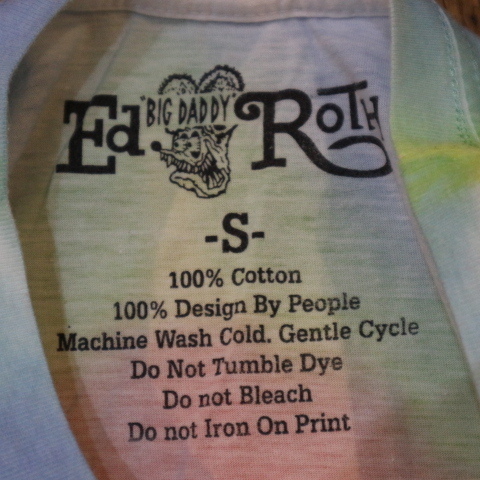 Ed. "BIG DADDY" ROTH
-S-
100% Cotton
100% Design By People
Machine Wash Cold. Gentle Cycle
Do Not Tumble Dye
Do not Bleach
Do not Iron On Print